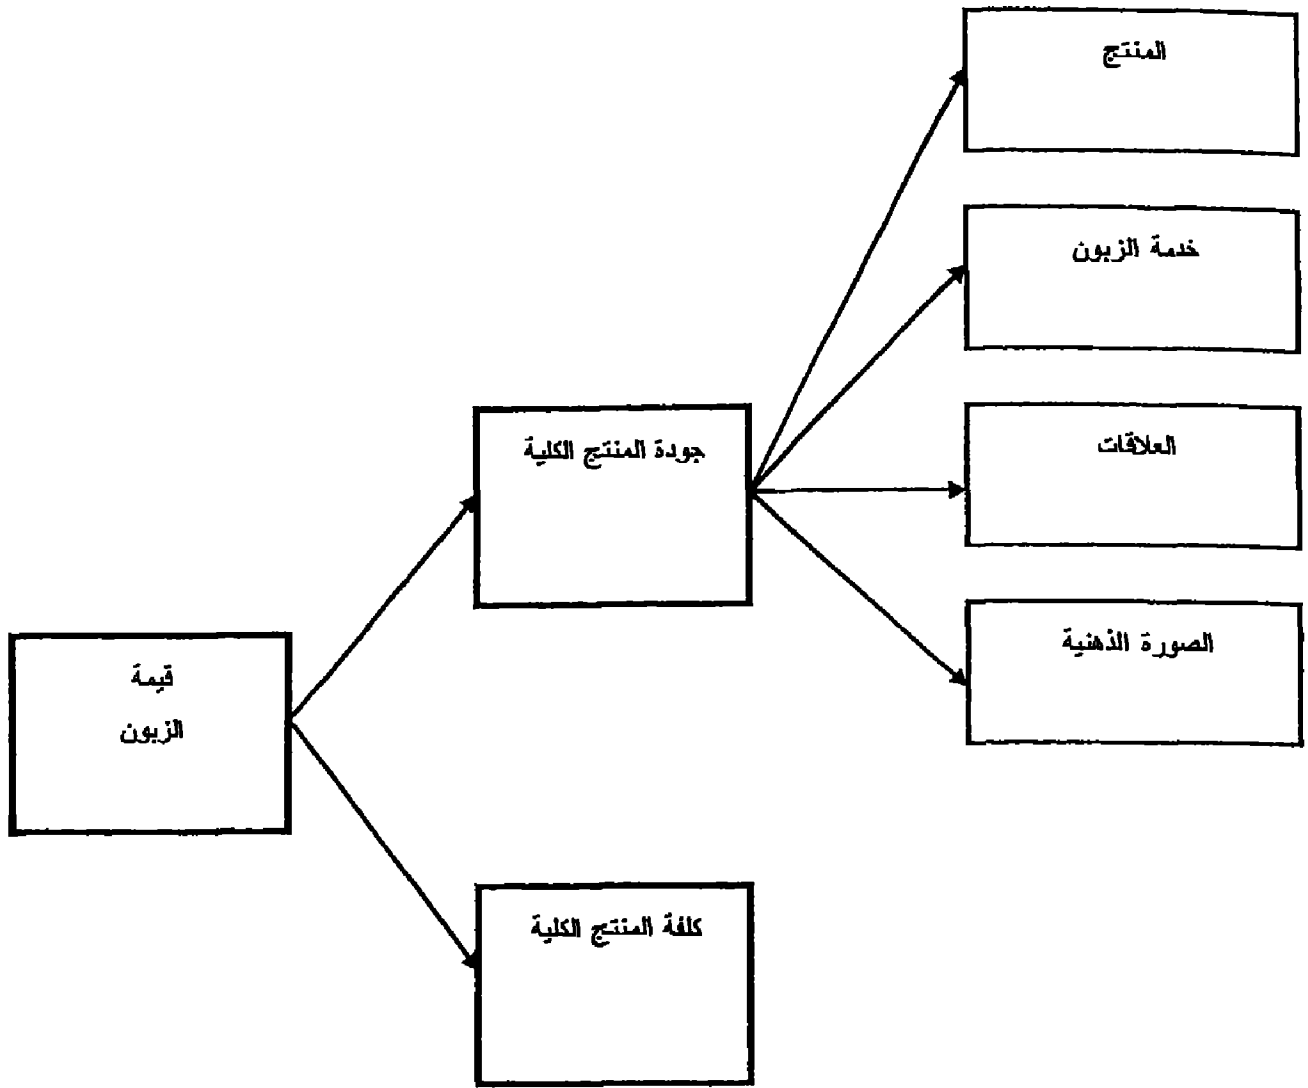 المنتج
خدمة الزبون
العلاقات
الصورة الذهنية
جودة المنتج الكلية
كلفة المنتج الكلية
قيمة
الزبون